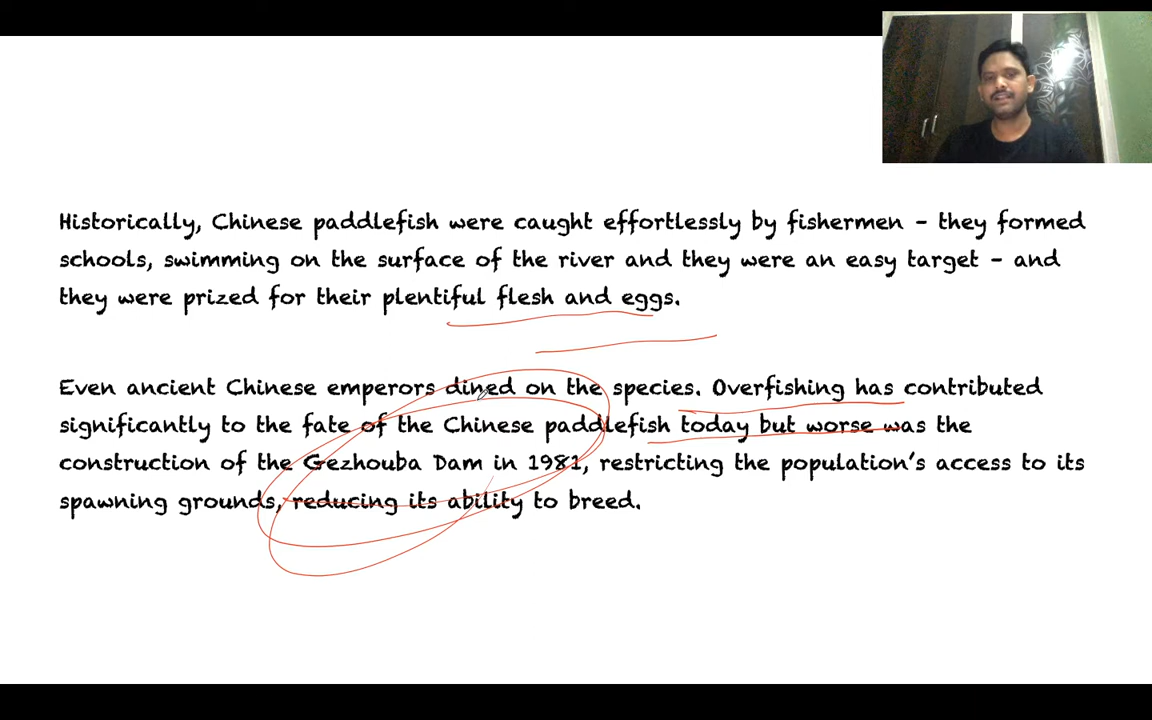 Historically, Chinese paddlefish were caught effortlessly by fishermen – they formed
schools, swimming on the surface of the river and they were an easy target – and
they were prized for their plentiful flesh and eggs.
Even ancient Chinese emperors dined on the species. Overfishing has contributed
significantly to the fate of the Chinese paddlefish today but worse was the
construction of the Gezhouba Dam in 1981, restricting the population's access to its
spawning grounds, reducing its ability to breed.